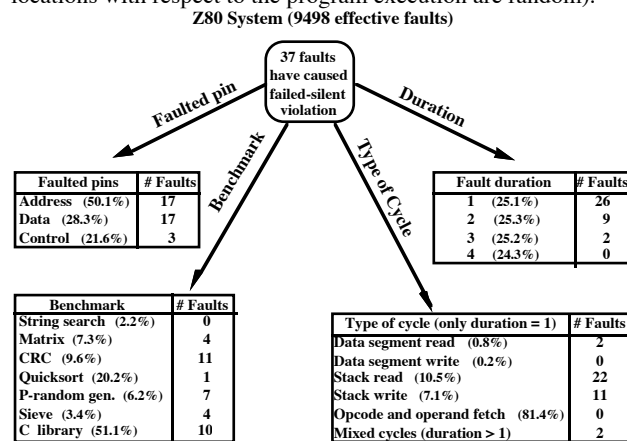 locations with respect to the program execution are random).
Z80 System (9498 effective faults)
37 faults
have caused
failed-silent
violation
Faulted pin
Duration
Benchmark
Type of Cycle
Faulted pins # Faults
Address (50.1%) 17
Data (28.3%) 17
Control (21.6%) 3
Fault duration # Faults
1 (25.1%) 26
2 (25.3%) 9
3 (25.2%) 2
4 (24.3%) 0
Benchmark # Faults
String search (2.2%) 0
Matrix (7.3%) 4
CRC (9.6%) 11
Quicksort (20.2%) 1
P-random gen. (6.2%) 7
Sieve (3.4%) 4
C library (51.1%) 10
Type of cycle (only duration = 1) # Faults
Data segment read (0.8%) 2
Data segment write (0.2%) 0
Stack read (10.5%) 22
Stack write (7.1%) 11
Opcode and operand fetch (81.4%) 0
Mixed cycles (duration > 1) 2